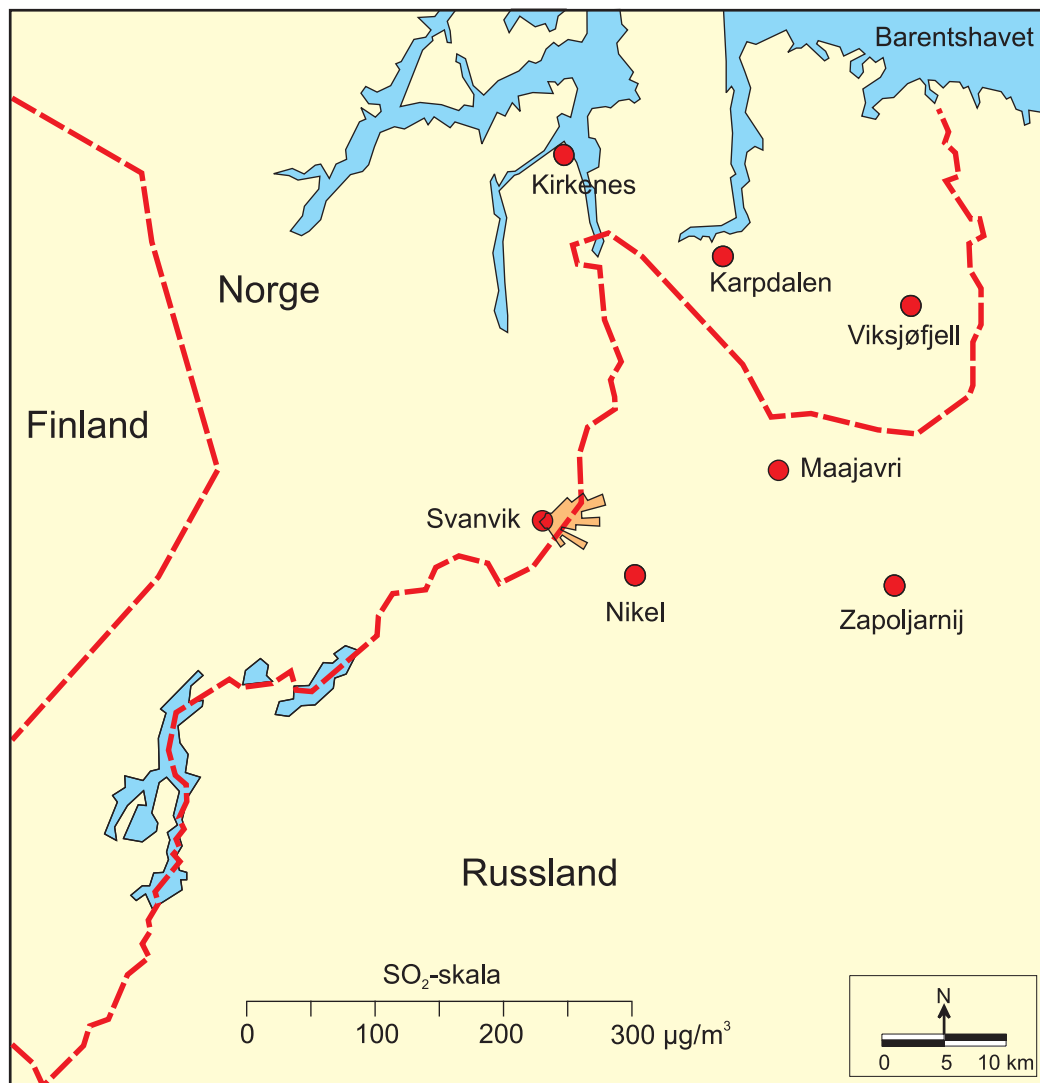 Barentshavet
Kirkenes
Karpdalen
Norge
Viksjøfjell
Finland
Maajavri
Svanvik
Nikel
Zapoljarnij
Russland
SO₂-skala
0 100 200 300 µg/m³
N
0 5 10 km